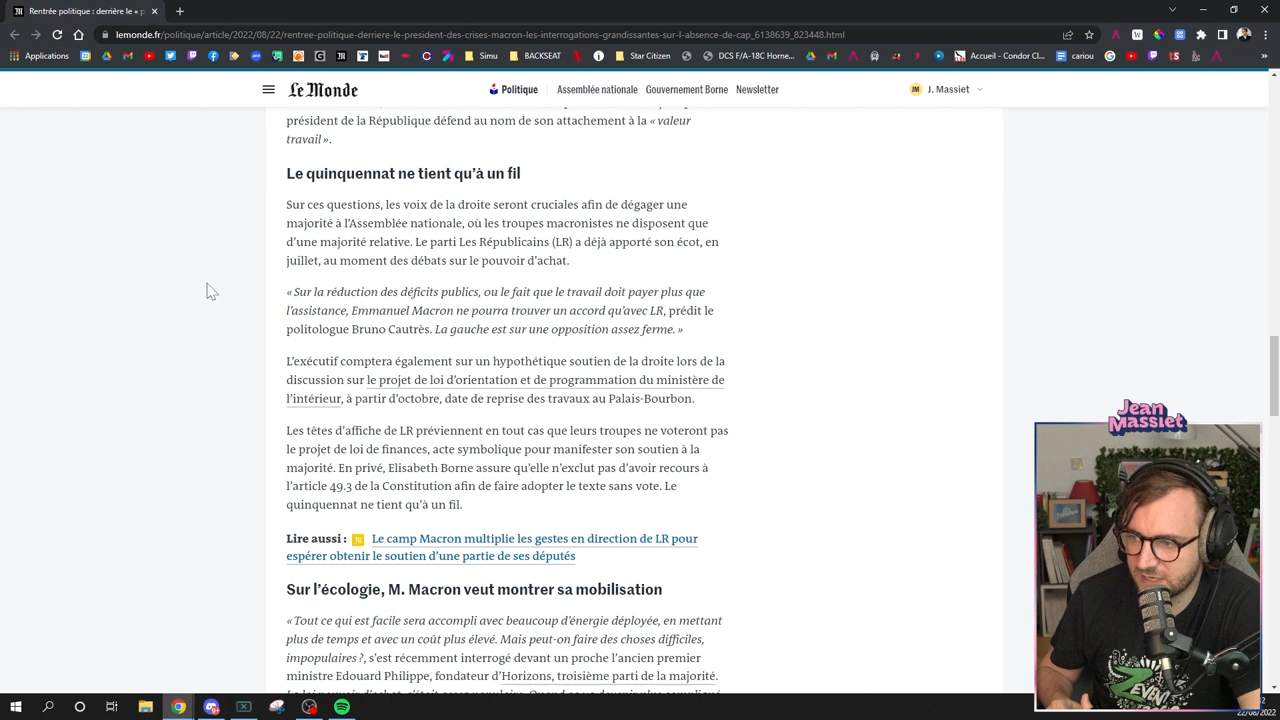 Rentrée politique : derrière le « p
lemonde.fr/politique/article/2022/08/22/rentree-politique-derriere-le-president-des-crises-macron-les-interrogations-grandissantes-sur-l-absence-de-cap_6138639_823448.html
Applications
Simu
BACKSEAT
Star Citizen
DCS F/A-18C Horne...
Accueil - Condor Cl...
cariou
Le Monde
Politique
Assemblée nationale
Gouvernement Borne
Newsletter
JM
J. Massiet
président de la République défend au nom de son attachement à la « valeur
travail ».
Le quinquennat ne tient qu’à un fil
Sur ces questions, les voix de la droite seront cruciales afin de dégager une
majorité à l’Assemblée nationale, où les troupes macronistes ne disposent que
d’une majorité relative. Le parti Les Républicains (LR) a déjà apporté son écot, en
juillet, au moment des débats sur le pouvoir d’achat.
« Sur la réduction des déficits publics, ou le fait que le travail doit payer plus que
l’assistance, Emmanuel Macron ne pourra trouver un accord qu’avec LR, prédit le
politologue Bruno Cautrès. La gauche est sur une opposition assez ferme. »
L’exécutif comptera également sur un hypothétique soutien de la droite lors de la
discussion sur le projet de loi d’orientation et de programmation du ministère de
l’intérieur, à partir d’octobre, date de reprise des travaux au Palais-Bourbon.
Les têtes d’affiche de LR préviennent en tout cas que leurs troupes ne voteront pas
le projet de loi de finances, acte symbolique pour manifester son soutien à la
majorité. En privé, Elisabeth Borne assure qu’elle n’exclut pas d’avoir recours à
l’article 49.3 de la Constitution afin de faire adopter le texte sans vote. Le
quinquennat ne tient qu’à un fil.
Lire aussi : Le camp Macron multiplie les gestes en direction de LR pour
espérer obtenir le soutien d’une partie de ses députés
Sur l’écologie, M. Macron veut montrer sa mobilisation
« Tout ce qui est facile sera accompli avec beaucoup d’énergie déployée, en mettant
plus de temps et avec un coût plus élevé. Mais peut-on faire des choses difficiles,
impopulaires ?, s’est récemment interrogé devant un proche l’ancien premier
ministre Edouard Philippe, fondateur d’Horizons, troisième parti de la majorité.
Jean
Massiet
ZEVENT
22/08/2022